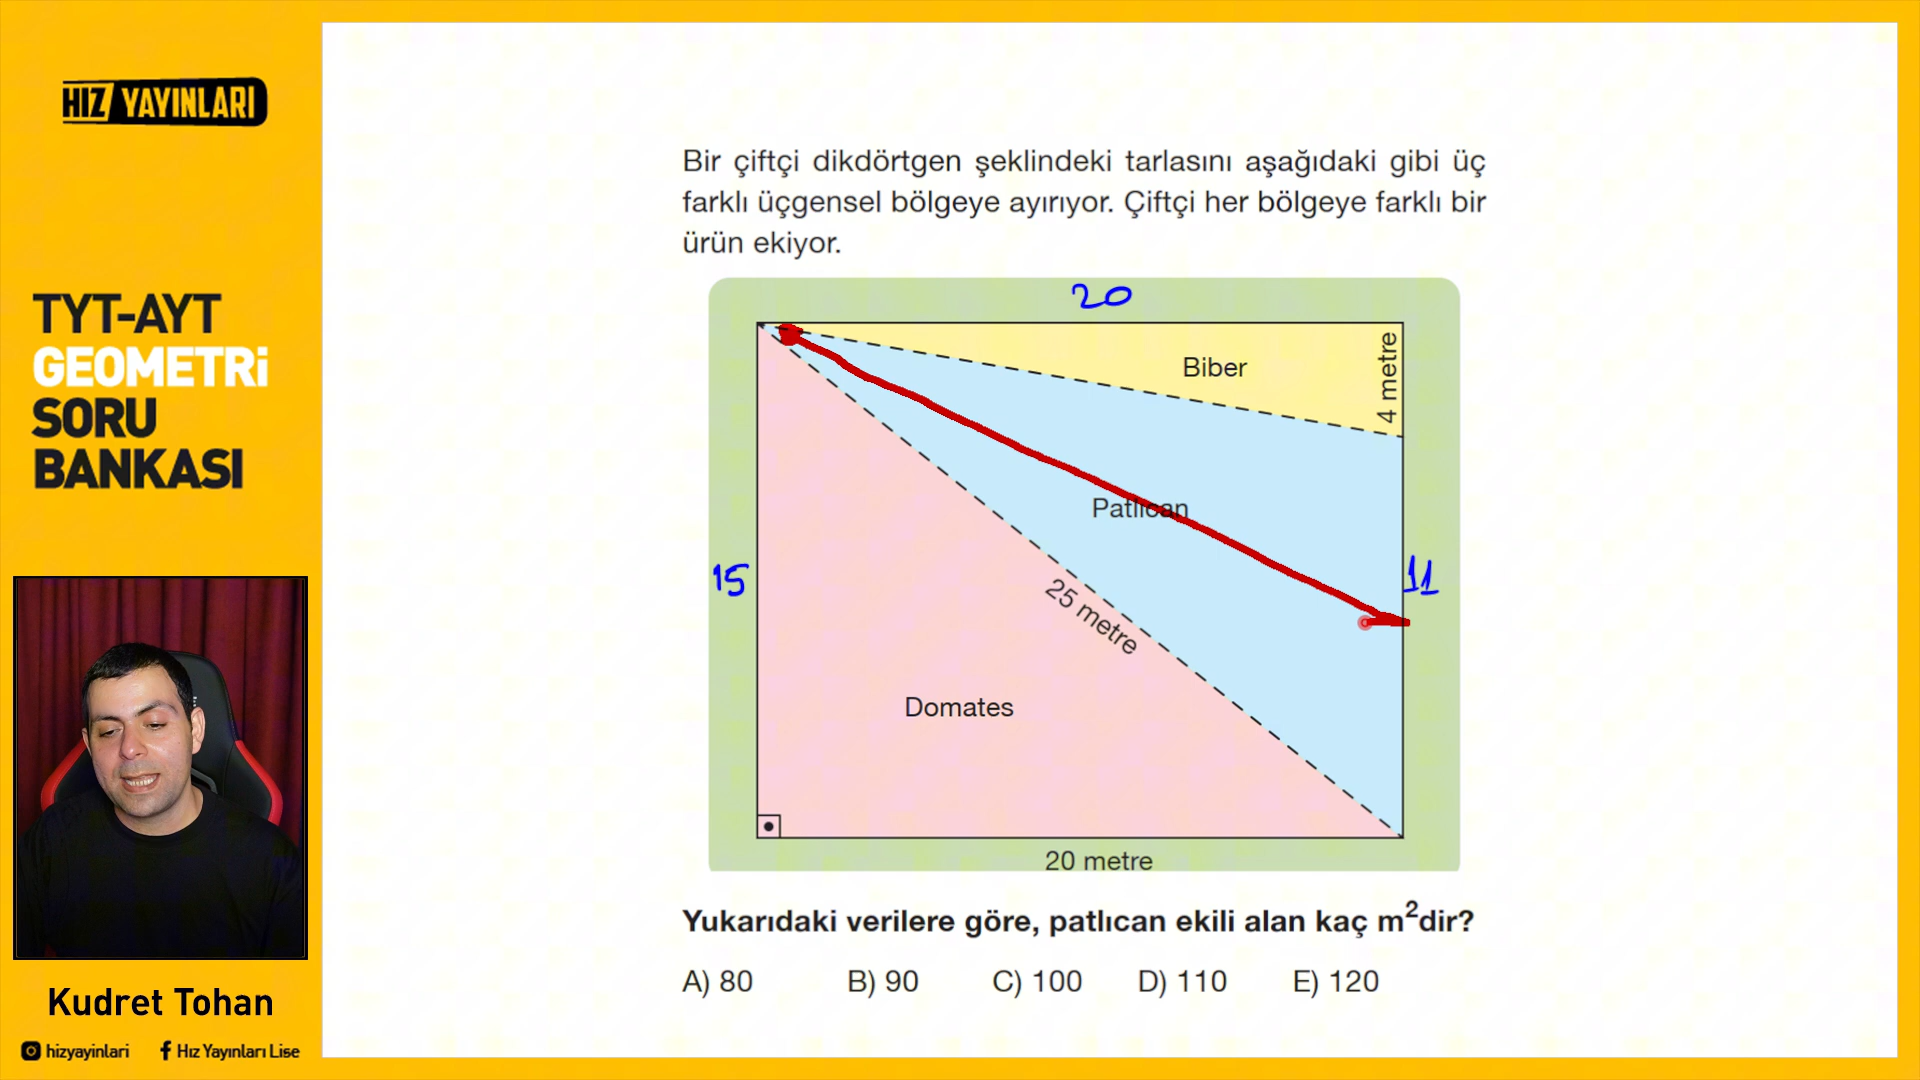 HIZ YAYINLARI
TYT-AYT
GEOMETRİ
SORU
BANKASI
Kudret Tohan
hizyayinlari
Hız Yayınları Lise
Bir çiftçi dikdörtgen şeklindeki tarlasını aşağıdaki gibi üç
farklı üçgensel bölgeye ayırıyor. Çiftçi her bölgeye farklı bir
ürün ekiyor.
20
Biber
4 metre
Patlıcan
15
11
25 metre
Domates
20 metre
Yukarıdaki verilere göre, patlıcan ekili alan kaç m²dir?
A) 80 B) 90 C) 100 D) 110 E) 120